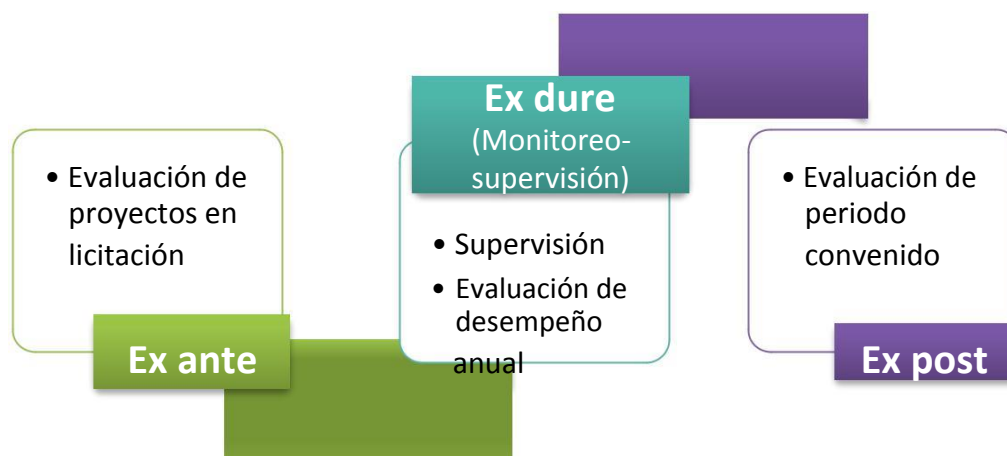 • Evaluación de
proyectos en
licitación
Ex ante
Ex dure
(Monitoreo-
supervisión)
• Supervisión
• Evaluación de
desempeño
anual
• Evaluación de
periodo
convenido
Ex post